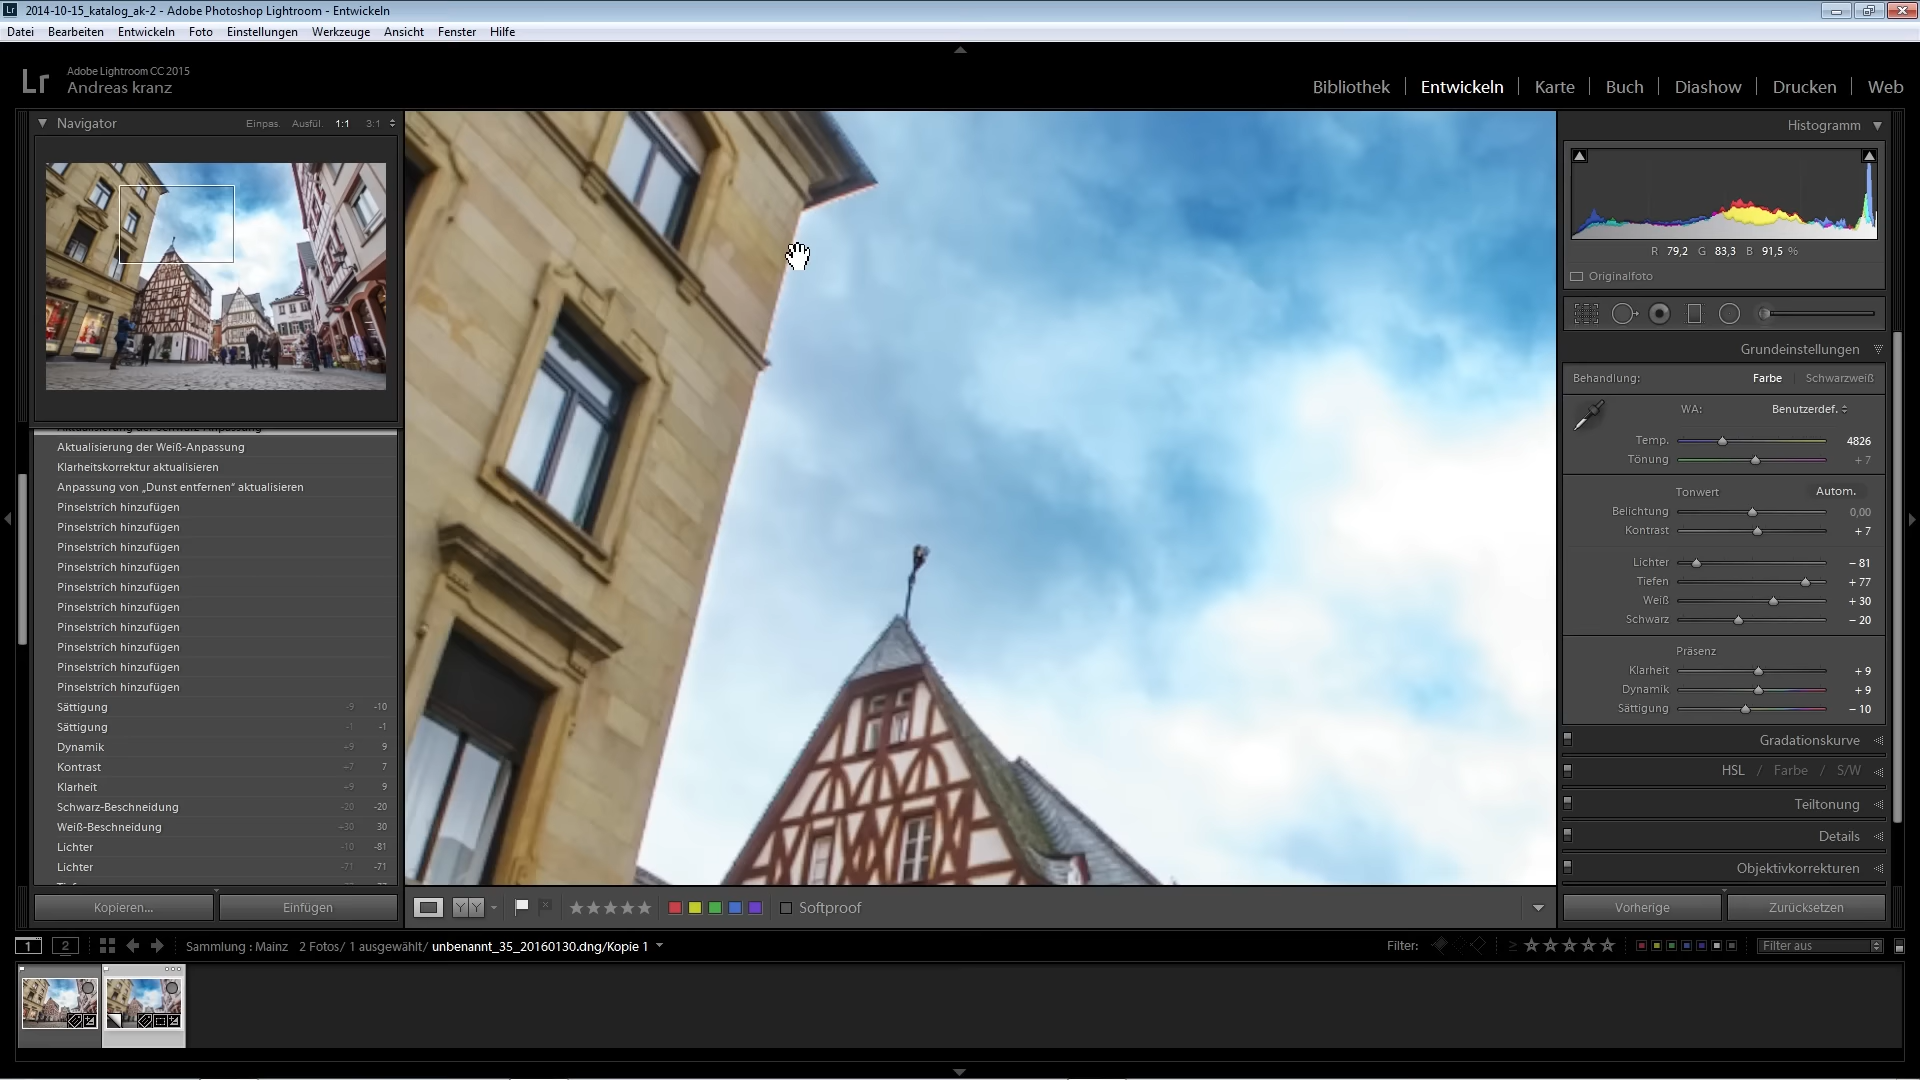 2014-10-15_katalog_ak-2 - Adobe Photoshop Lightroom - Entwickeln
Datei Bearbeiten Entwickeln Foto Einstellungen Werkzeuge Ansicht Fenster Hilfe
Lr Adobe Lightroom CC 2015
Andreas kranz
Bibliothek | Entwickeln | Karte | Buch | Diashow | Drucken | Web
Navigator Einpas. Ausfül. 1:1 3:1
Aktualisierung der Weiß-Anpassung
Klarheitskorrektur aktualisieren
Anpassung von „Dunst entfernen“ aktualisieren
Pinselstrich hinzufügen
Pinselstrich hinzufügen
Pinselstrich hinzufügen
Pinselstrich hinzufügen
Pinselstrich hinzufügen
Pinselstrich hinzufügen
Pinselstrich hinzufügen
Pinselstrich hinzufügen
Pinselstrich hinzufügen
Pinselstrich hinzufügen
Sättigung -9 -10
Sättigung -1 -1
Dynamik +9 9
Kontrast +7 7
Klarheit +9 9
Schwarz-Beschneidung -20 -20
Weiß-Beschneidung +30 30
Lichter -10 -81
Lichter -71 -71
Kopieren... Einfügen
Softproof
Histogramm
R 79,2 G 83,3 B 91,5 %
Originalfoto
Grundeinstellungen
Behandlung: Farbe | Schwarzweiß
WA: Benutzerdef.
Temp. 4826
Tönung + 7
Tonwert Autom.
Belichtung 0,00
Kontrast + 7
Lichter − 81
Tiefen + 77
Weiß + 30
Schwarz − 20
Präsenz
Klarheit + 9
Dynamik + 9
Sättigung − 10
Gradationskurve
HSL / Farbe / S/W
Teiltonung
Details
Objektivkorrekturen
Vorherige Zurücksetzen
1 2 Sammlung : Mainz 2 Fotos/ 1 ausgewählt/ unbenannt_35_20160130.dng/Kopie 1
Filter: ≥ Filter aus